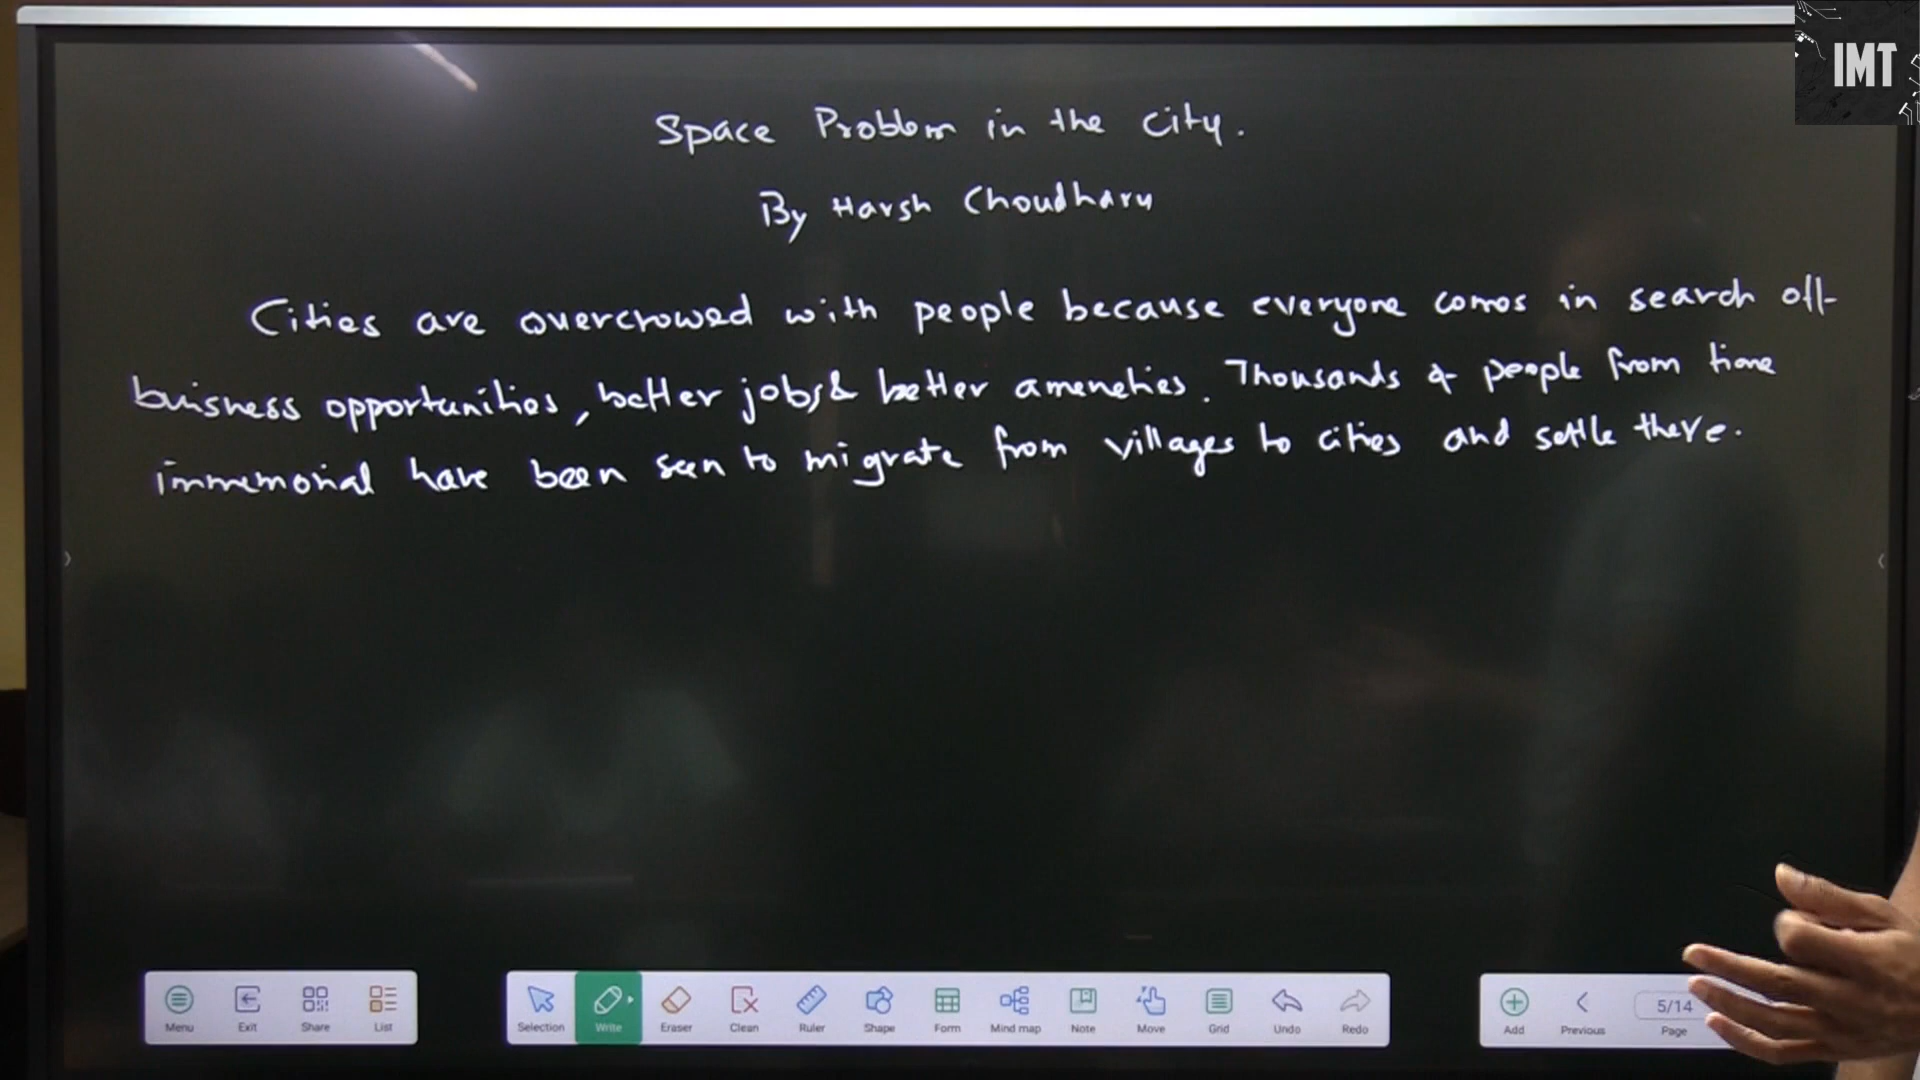 IMT
Space Problem in the city.
By Harsh Choudhary
Cities are overcrowed with people because everyone comes in search off
buisness opportunities, better jobs & better ameneties. Thousands of people from time
immemorial have been seen to migrate from villages to cities and settle there.
Menu Exit Share List Selection Write Eraser Clean Ruler Shape Form Mind map Note Move Grid Undo Redo Add Previous 5/14 Page